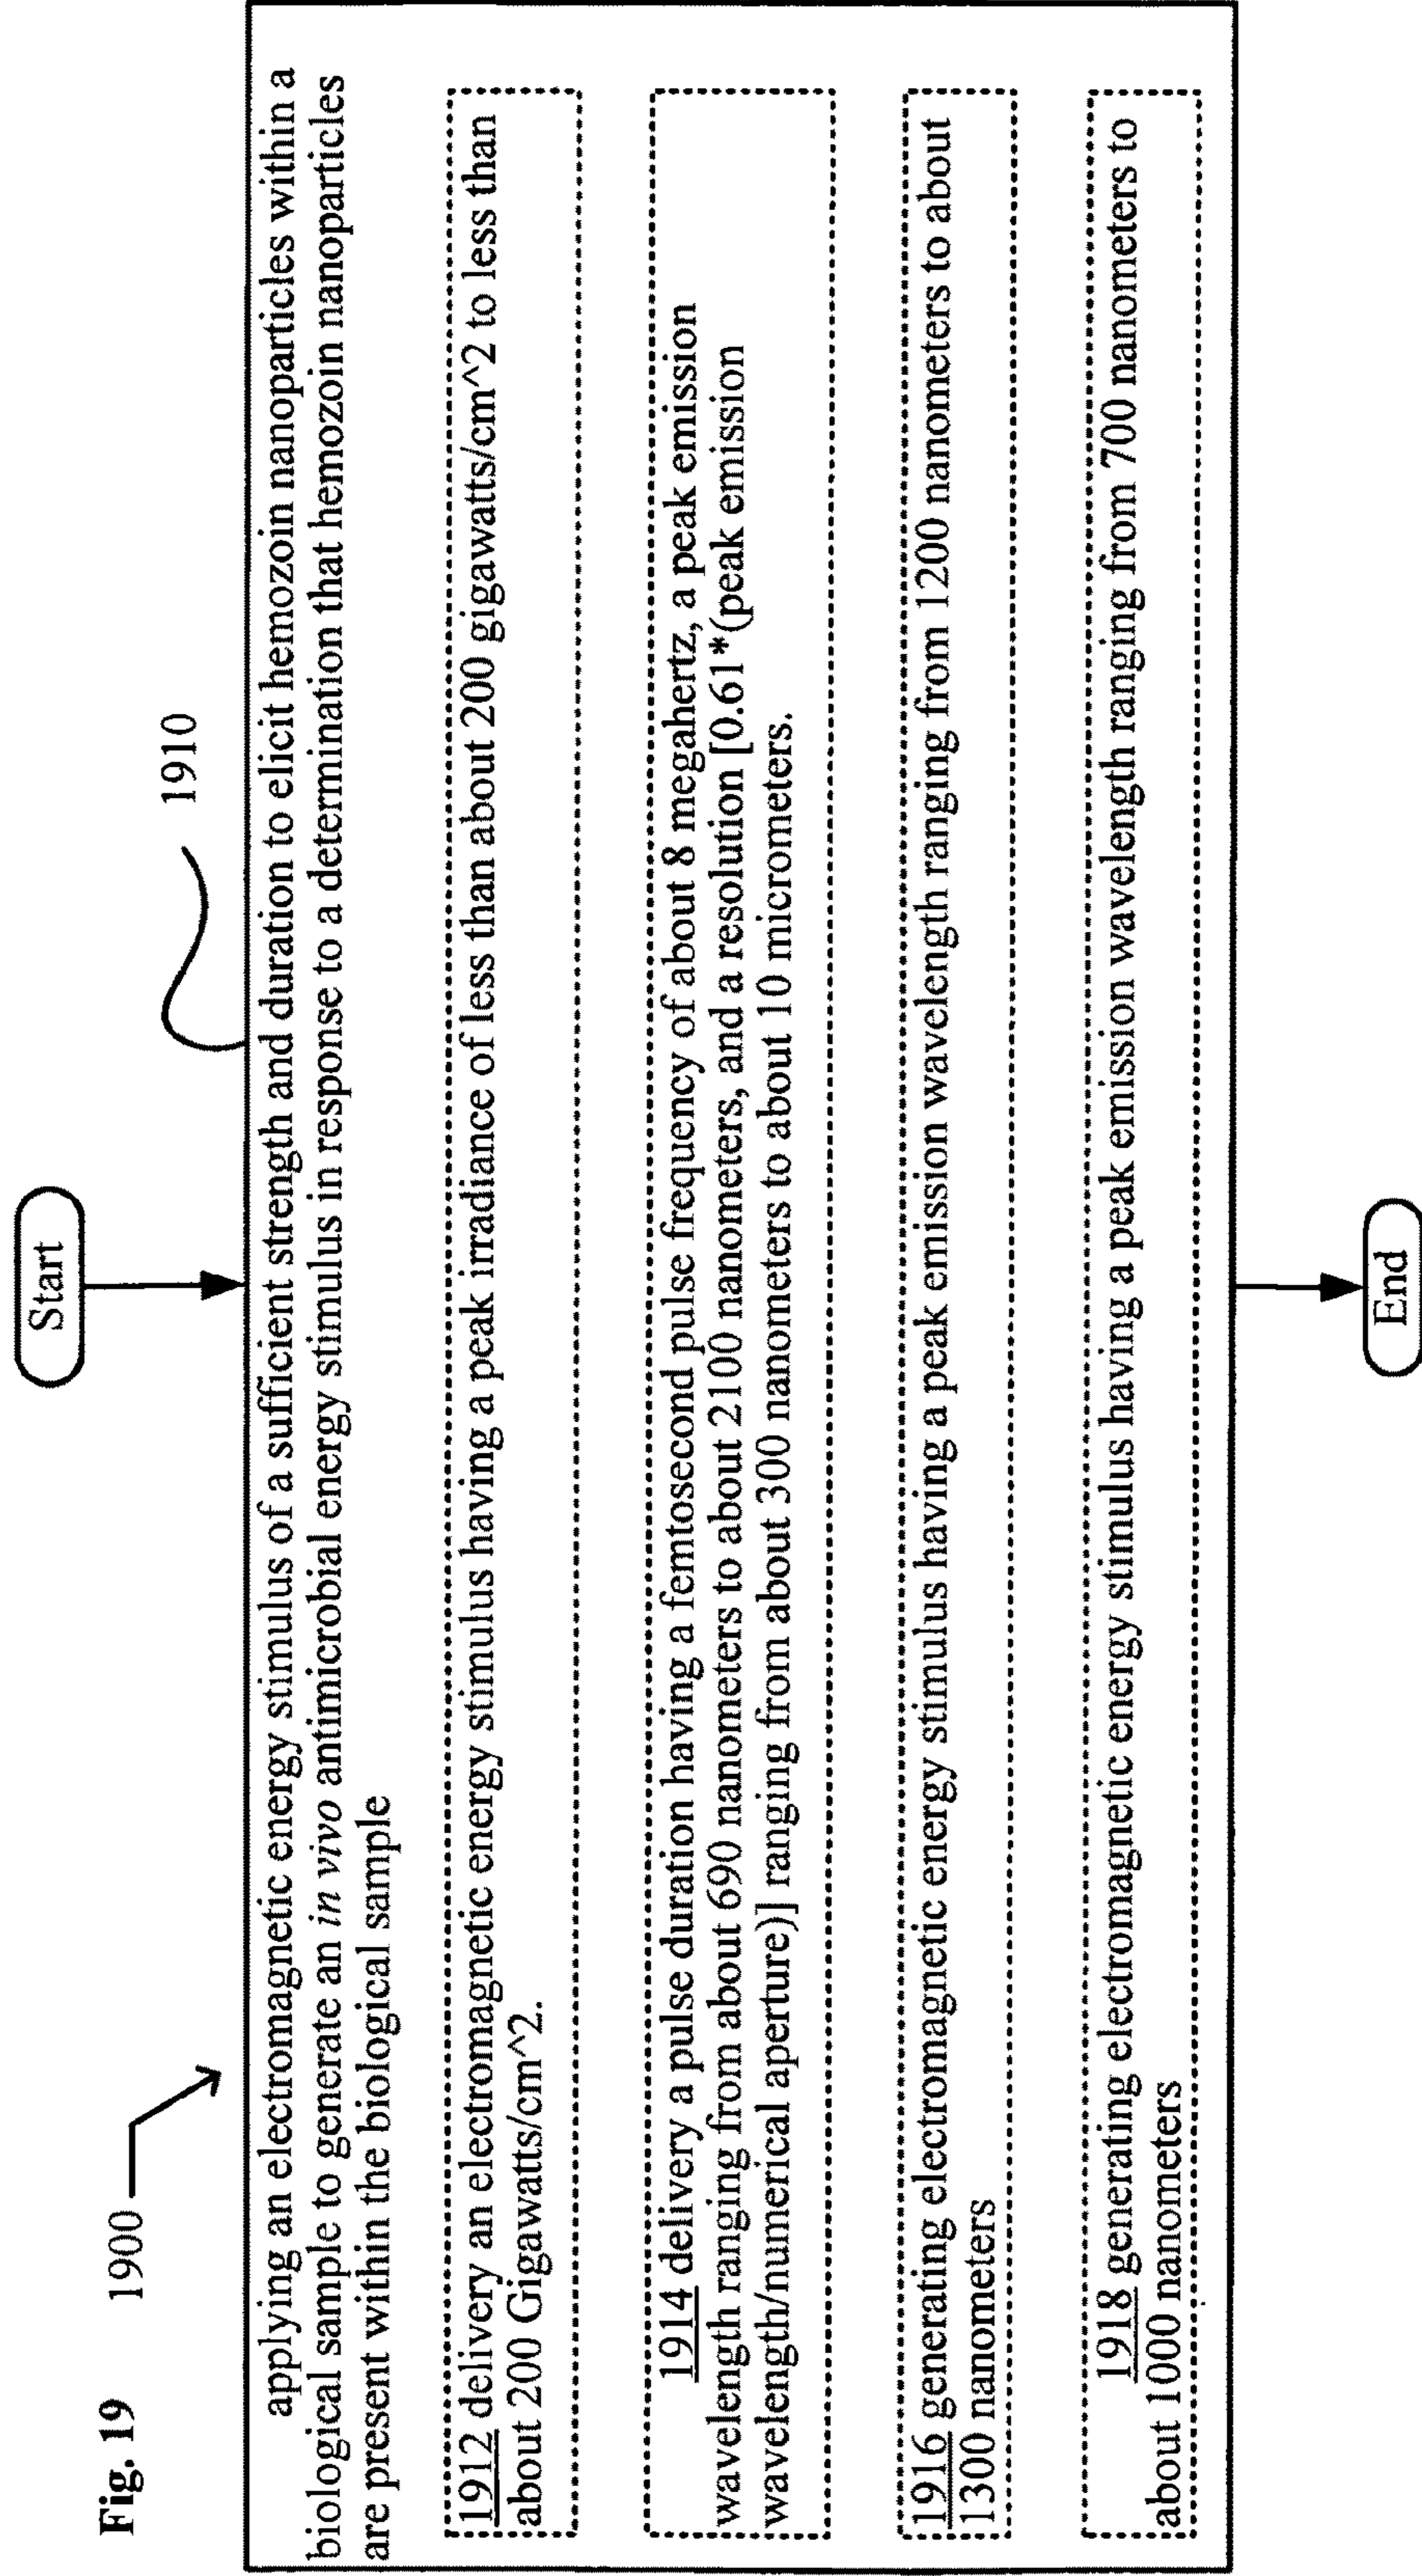 Fig. 19
1900
Start
1910
applying an electromagnetic energy stimulus of a sufficient strength and duration to elicit hemozoin nanoparticles within a
biological sample to generate an in vivo antimicrobial energy stimulus in response to a determination that hemozoin nanoparticles
are present within the biological sample
1912 delivery an electromagnetic energy stimulus having a peak irradiance of less than about 200 gigawatts/cm^2 to less than
about 200 Gigawatts/cm^2.
1914 delivery a pulse duration having a femtosecond pulse frequency of about 8 megahertz, a peak emission
wavelength ranging from about 690 nanometers to about 2100 nanometers, and a resolution [0.61*(peak emission
wavelength/numerical aperture)] ranging from about 300 nanometers to about 10 micrometers.
1916 generating electromagnetic energy stimulus having a peak emission wavelength ranging from 1200 nanometers to about
1300 nanometers
1918 generating electromagnetic energy stimulus having a peak emission wavelength ranging from 700 nanometers to
about 1000 nanometers
End